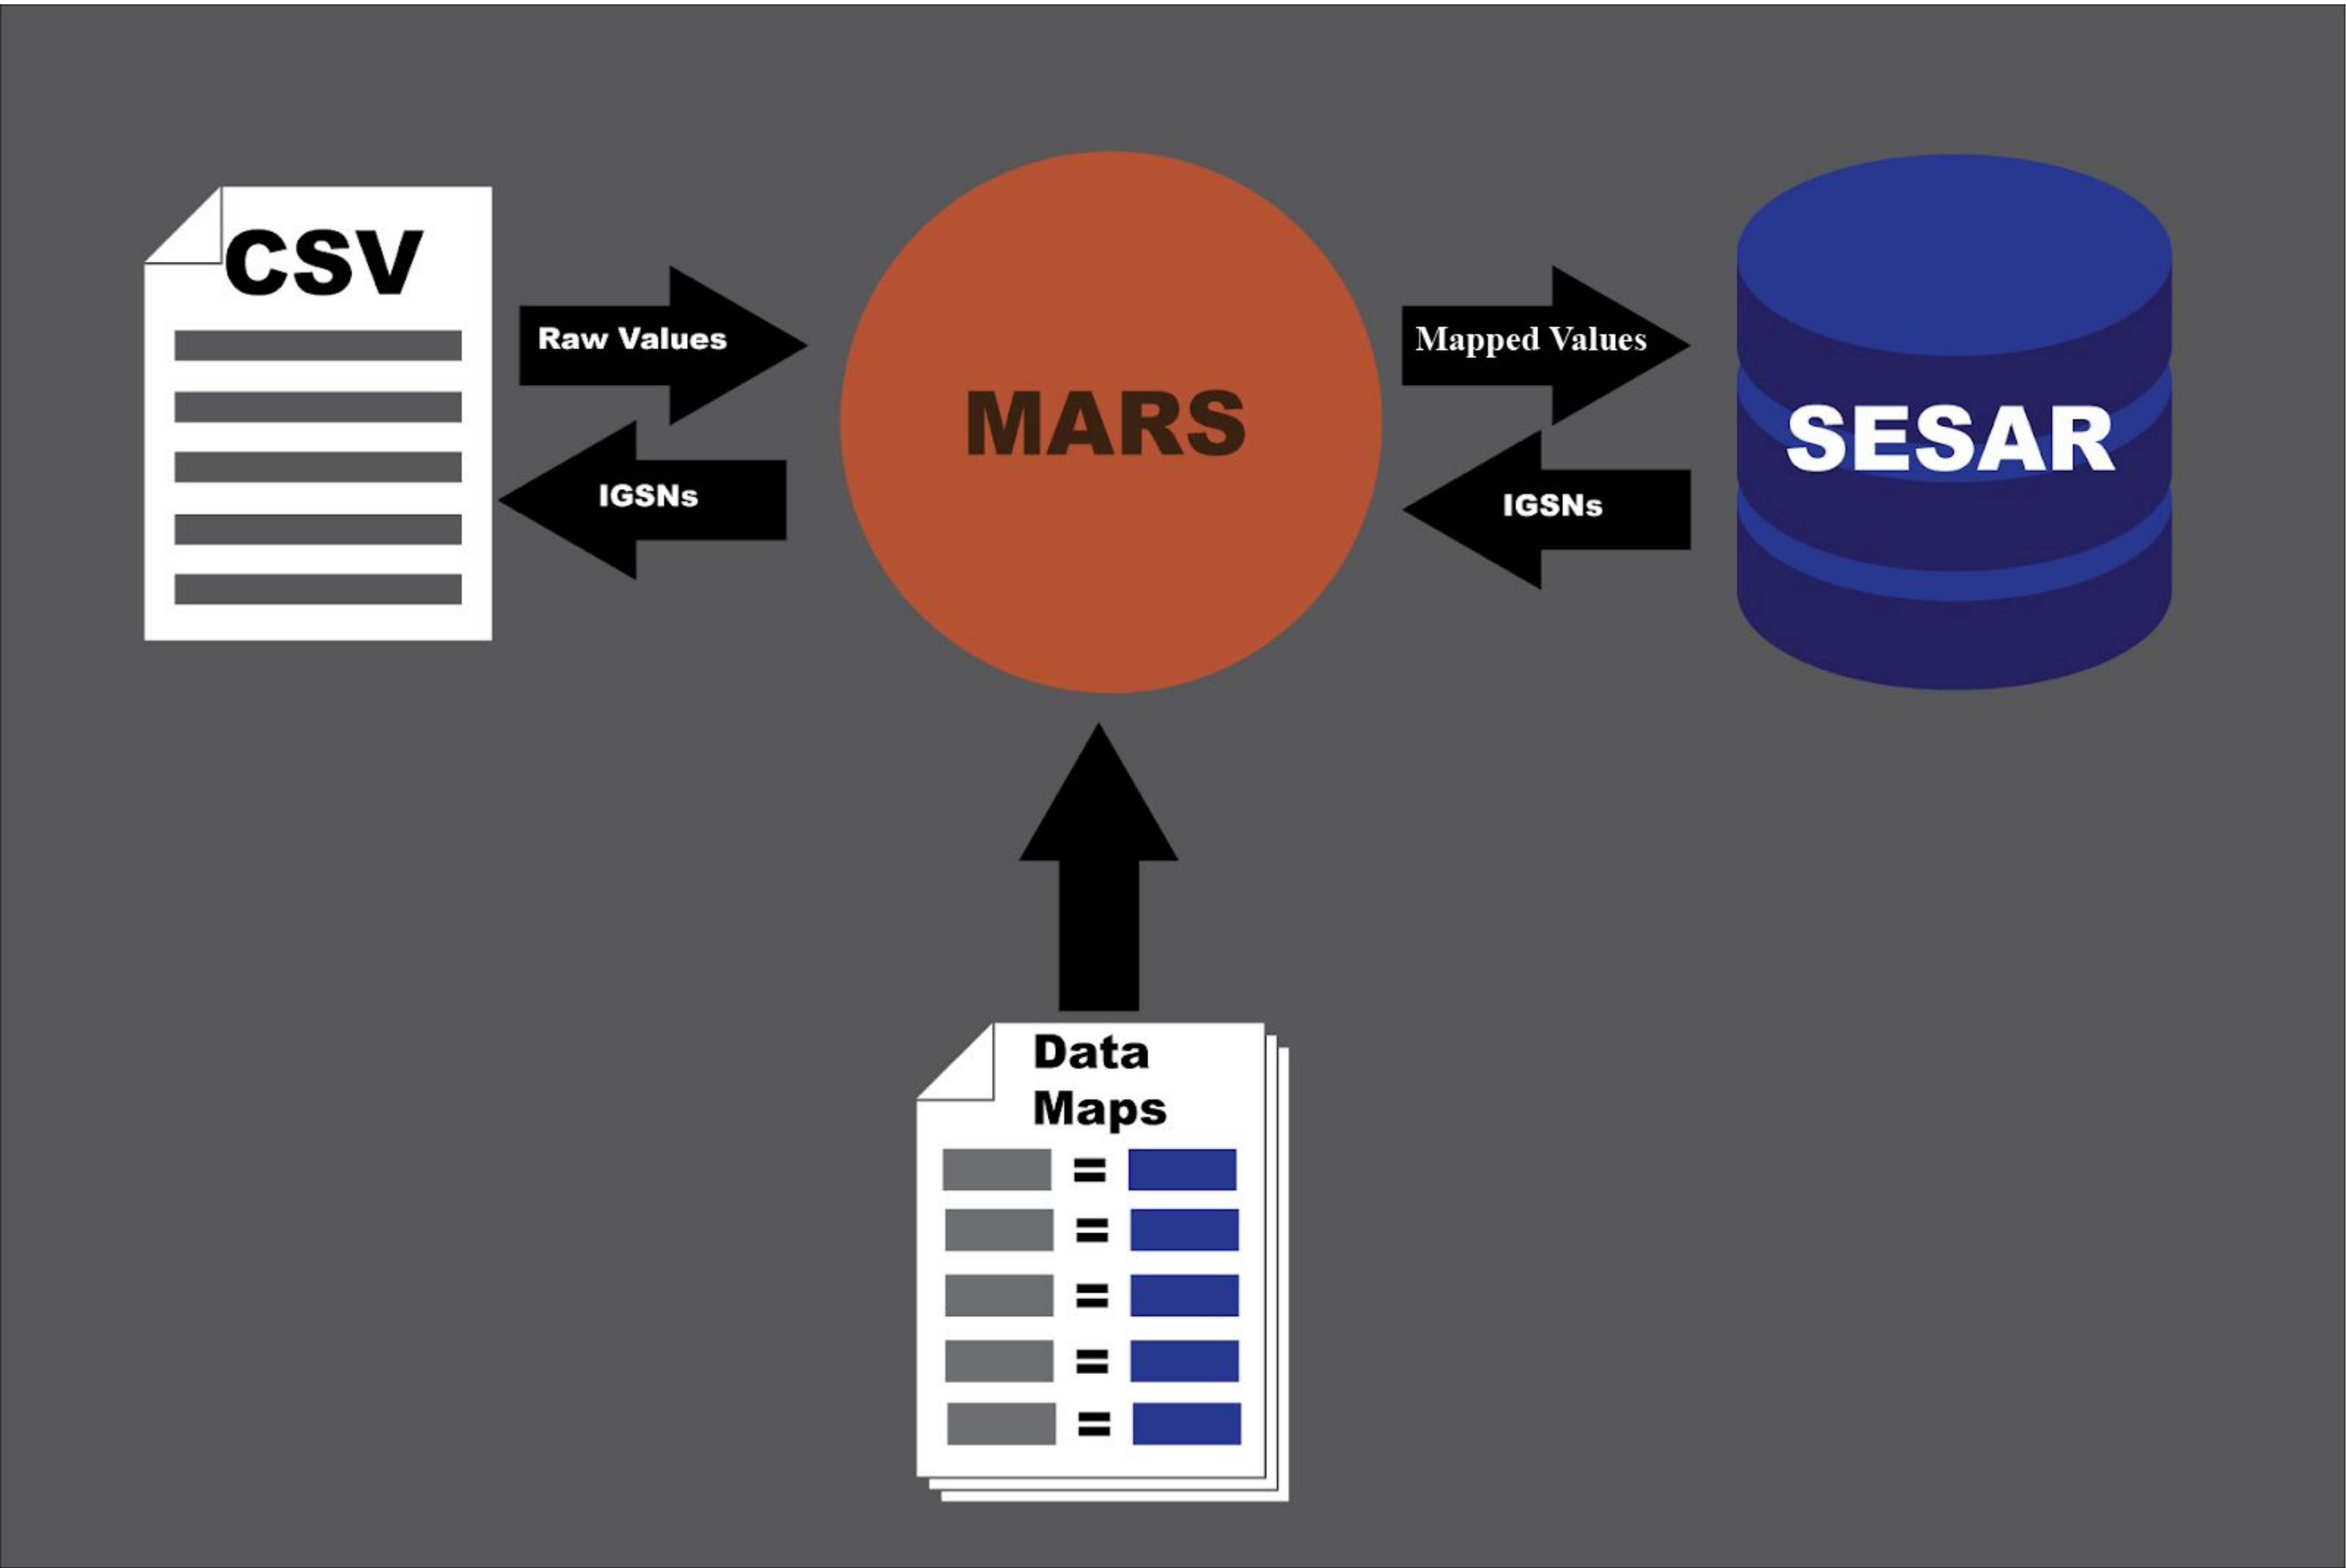 CSV
Raw Values
IGSNs
MARS
Mapped Values
IGSNs
SESAR
Data
Maps
=
=
=
=
=